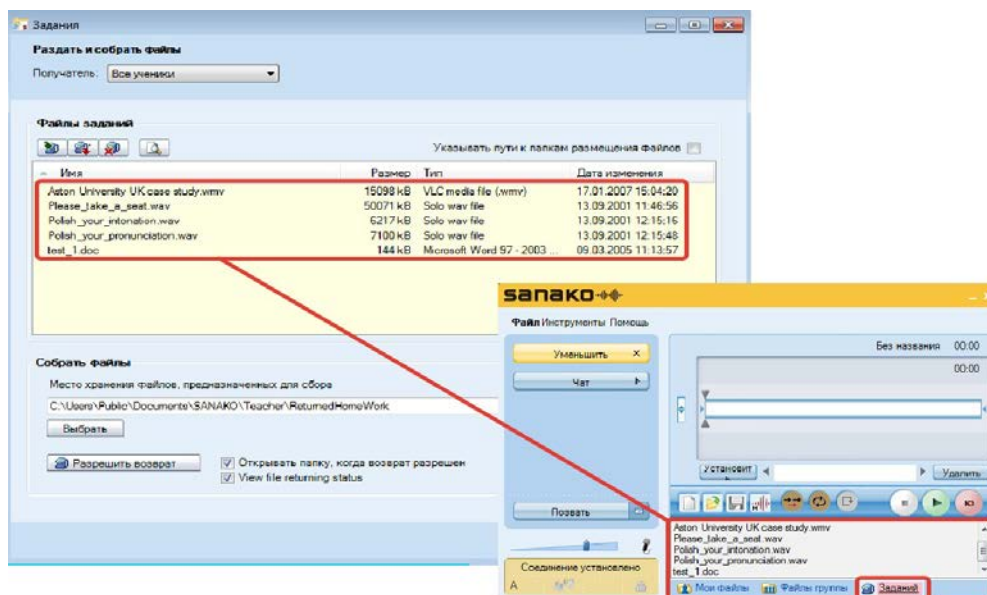 Задания
Раздать и собрать файлы
Получатель: Все ученики
Файлы заданий
Указывать пути к папкам размещения файлов
Имя Размер Тип Дата изменения
Aston University UK case study.wmv 15098 kB VLC media file (.wmv) 17.01.2007 15:04:20
Please_take_a_seat.wav 50071 kB Solo wav file 13.09.2001 11:46:56
Polish_your_intonation.wav 6217 kB Solo wav file 13.09.2001 12:15:16
Polish_your_pronunciation.wav 7100 kB Solo wav file 13.09.2001 12:15:48
test_1.doc 144 kB Microsoft Word 97 - 2003 ... 09.03.2005 11:13:57
Собрать файлы
Место хранения файлов, предназначенных для сбора
C:\Users\Public\Documents\SANAKO\Teacher\ReturnedHomeWork
Выбрать
Разрешить возврат
Открывать папку, когда возврат разрешен
View file returning status
sanako
Файл Инструменты Помощь
Уменьшить
Чат
Позвать
Соединение установлено
A
Без названия 00:00
00:00
Установит
Удалить
Aston University UK case study.wmv
Please_take_a_seat.wav
Polish_your_intonation.wav
Polish_your_pronunciation.wav
test_1.doc
Мои файлы Файлы группы Заданий